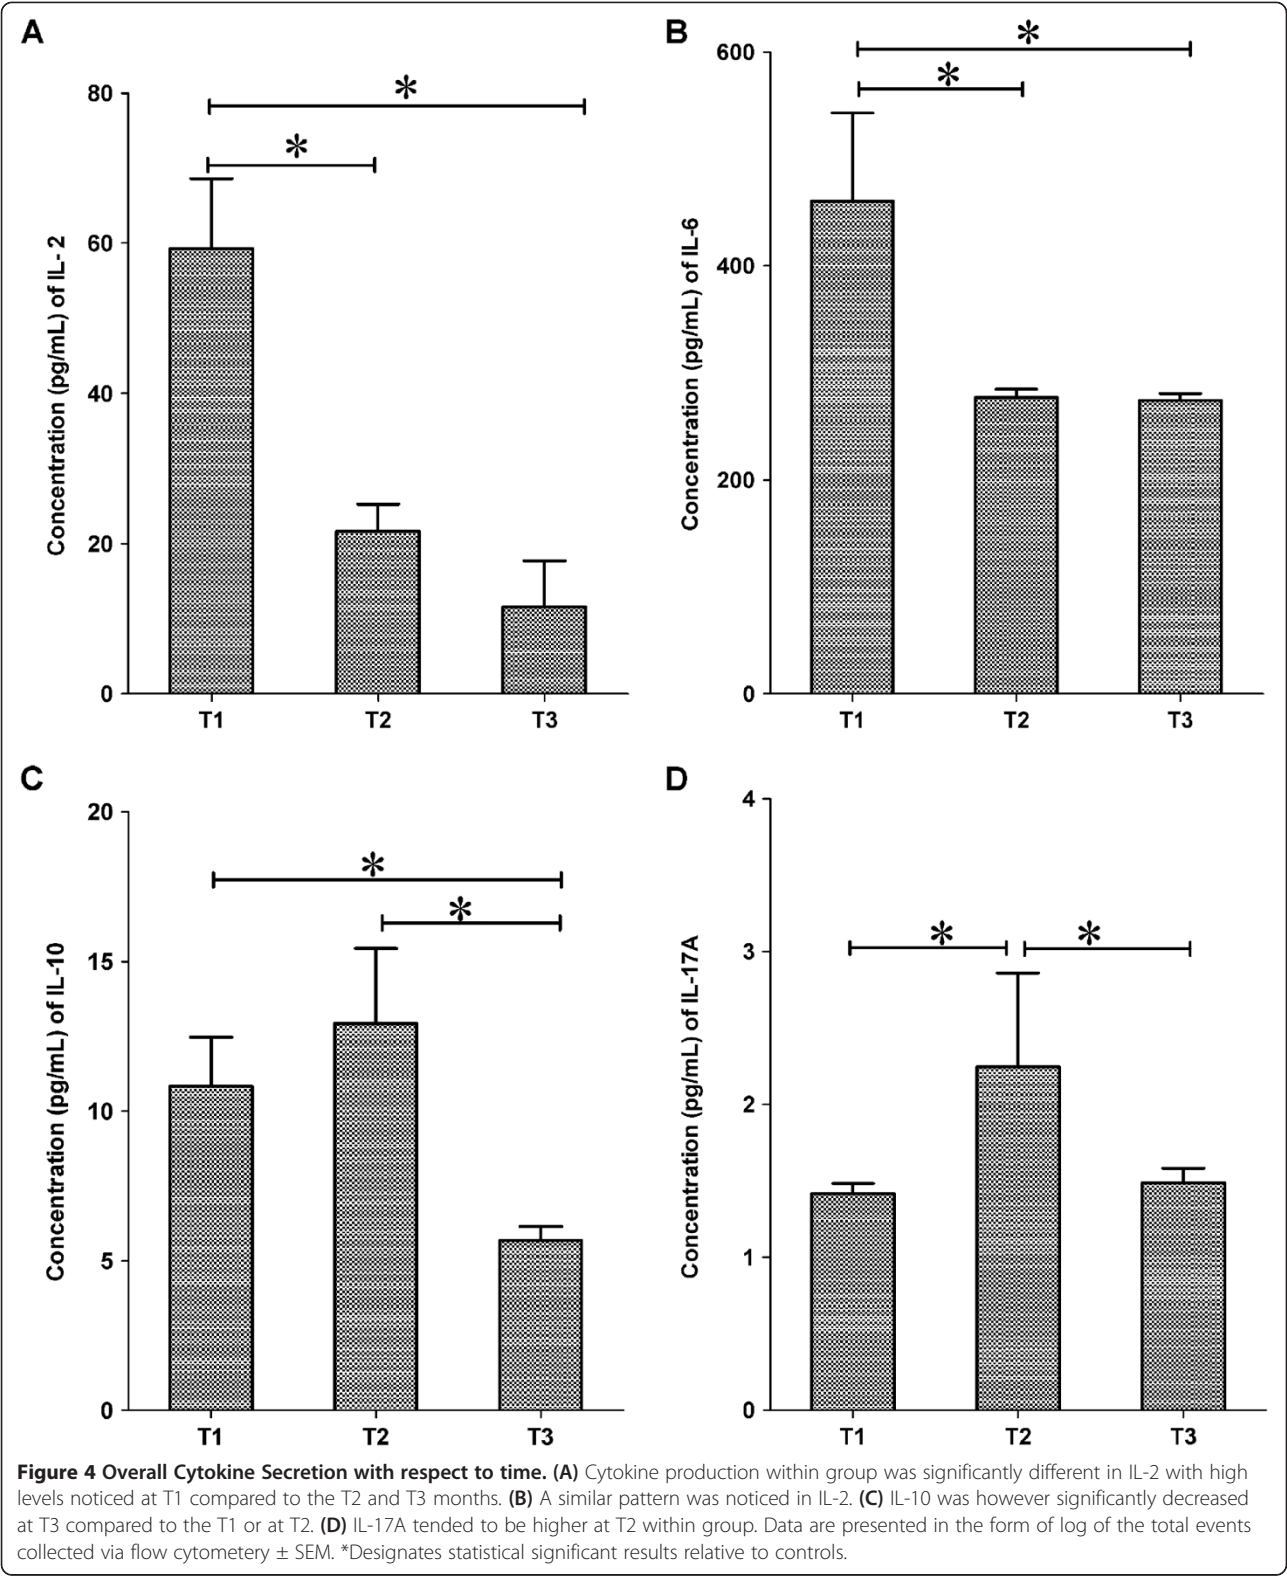 A
Concentration (pg/mL) of IL- 2
80
60
40
20
0
*
*
T1 T2 T3
B
Concentration (pg/mL) of IL-6
600
400
200
0
*
*
T1 T2 T3
C
Concentration (pg/mL) of IL-10
20
15
10
5
0
*
*
T1 T2 T3
D
Concentration (pg/mL) of IL-17A
4
3
2
1
0
* *
T1 T2 T3
Figure 4 Overall Cytokine Secretion with respect to time. (A) Cytokine production within group was significantly different in IL-2 with high
levels noticed at T1 compared to the T2 and T3 months. (B) A similar pattern was noticed in IL-2. (C) IL-10 was however significantly decreased
at T3 compared to the T1 or at T2. (D) IL-17A tended to be higher at T2 within group. Data are presented in the form of log of the total events
collected via flow cytometery ± SEM. *Designates statistical significant results relative to controls.